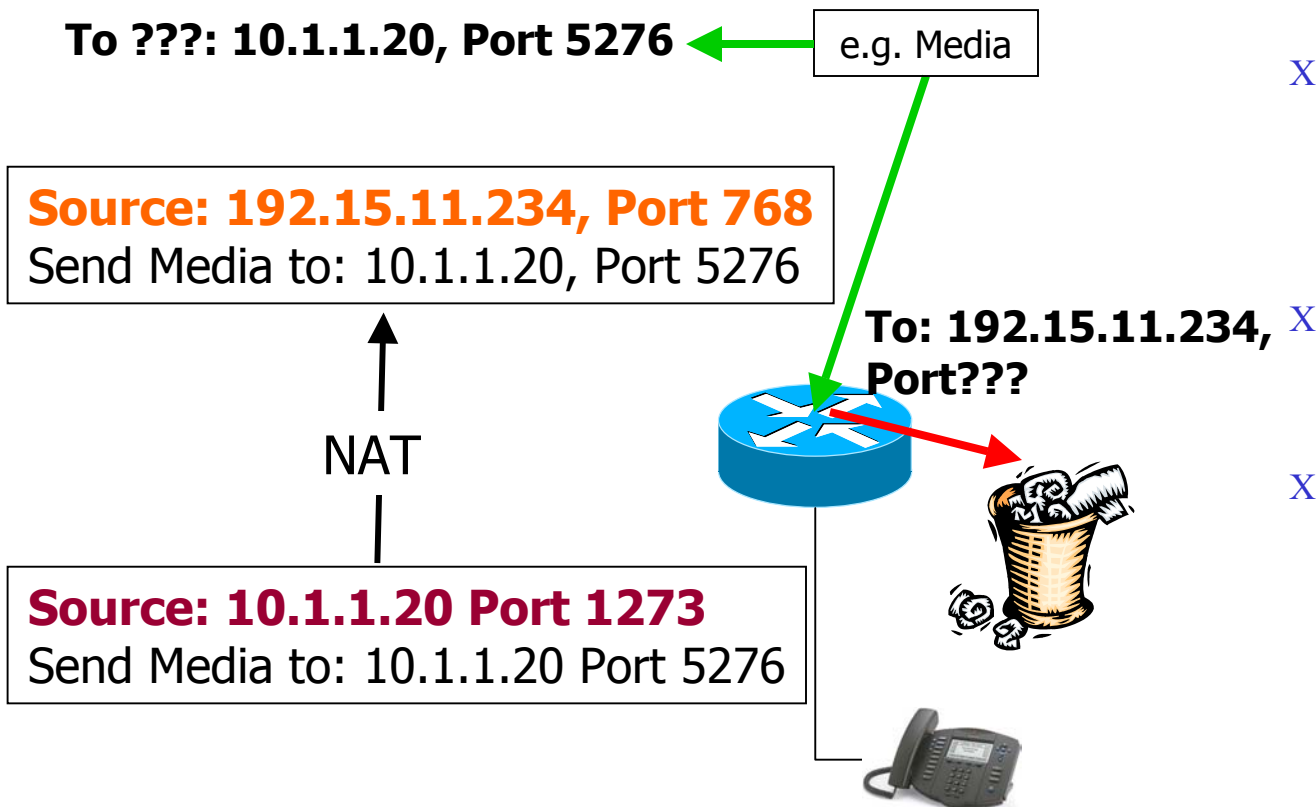 To ???: 10.1.1.20, Port 5276
e.g. Media
X
Source: 192.15.11.234, Port 768
Send Media to: 10.1.1.20, Port 5276
To: 192.15.11.234,
X
Port???
NAT
X
Source: 10.1.1.20 Port 1273
Send Media to: 10.1.1.20 Port 5276